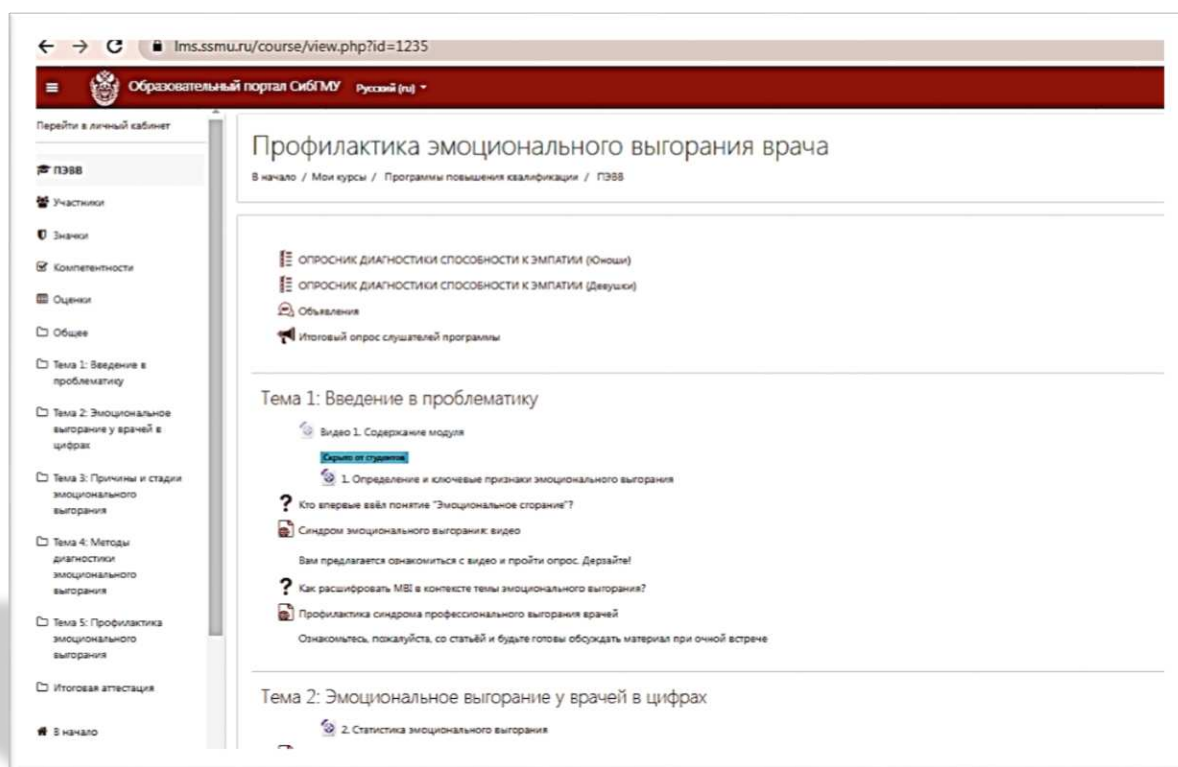 lms.ssmu.ru/course/view.php?id=1235
Образовательный портал СибГМУ Русский (ru)
Перейти в личный кабинет
ПЭВВ
Участники
Значки
Компетентности
Оценки
Общее
Тема 1: Введение в
проблематику
Тема 2: Эмоциональное
выгорание у врачей в
цифрах
Тема 3: Причины и стадии
эмоционального
выгорания
Тема 4: Методы
диагностики
эмоционального
выгорания
Тема 5: Профилактика
эмоционального
выгорания
Итоговая аттестация
В начало
Профилактика эмоционального выгорания врача
В начало / Мои курсы / Программы повышения квалификации / ПЭВВ
ОПРОСНИК ДИАГНОСТИКИ СПОСОБНОСТИ К ЭМПАТИИ (Юноши)
ОПРОСНИК ДИАГНОСТИКИ СПОСОБНОСТИ К ЭМПАТИИ (Девушки)
Объявления
Итоговый опрос слушателей программы
Тема 1: Введение в проблематику
Видео 1. Содержание модуля
Скрыто от студентов
1. Определение и ключевые признаки эмоционального выгорания
? Кто впервые ввёл понятие "Эмоциональное сгорание"?
Синдром эмоционального выгорания: видео
Вам предлагается ознакомиться с видео и пройти опрос. Дерзайте!
? Как расшифровать MBI в контексте темы эмоционального выгорания?
Профилактика синдрома профессионального выгорания врачей
Ознакомьтесь, пожалуйста, со статьёй и будьте готовы обсуждать материал при очной встрече
Тема 2: Эмоциональное выгорание у врачей в цифрах
2. Статистика эмоционального выгорания